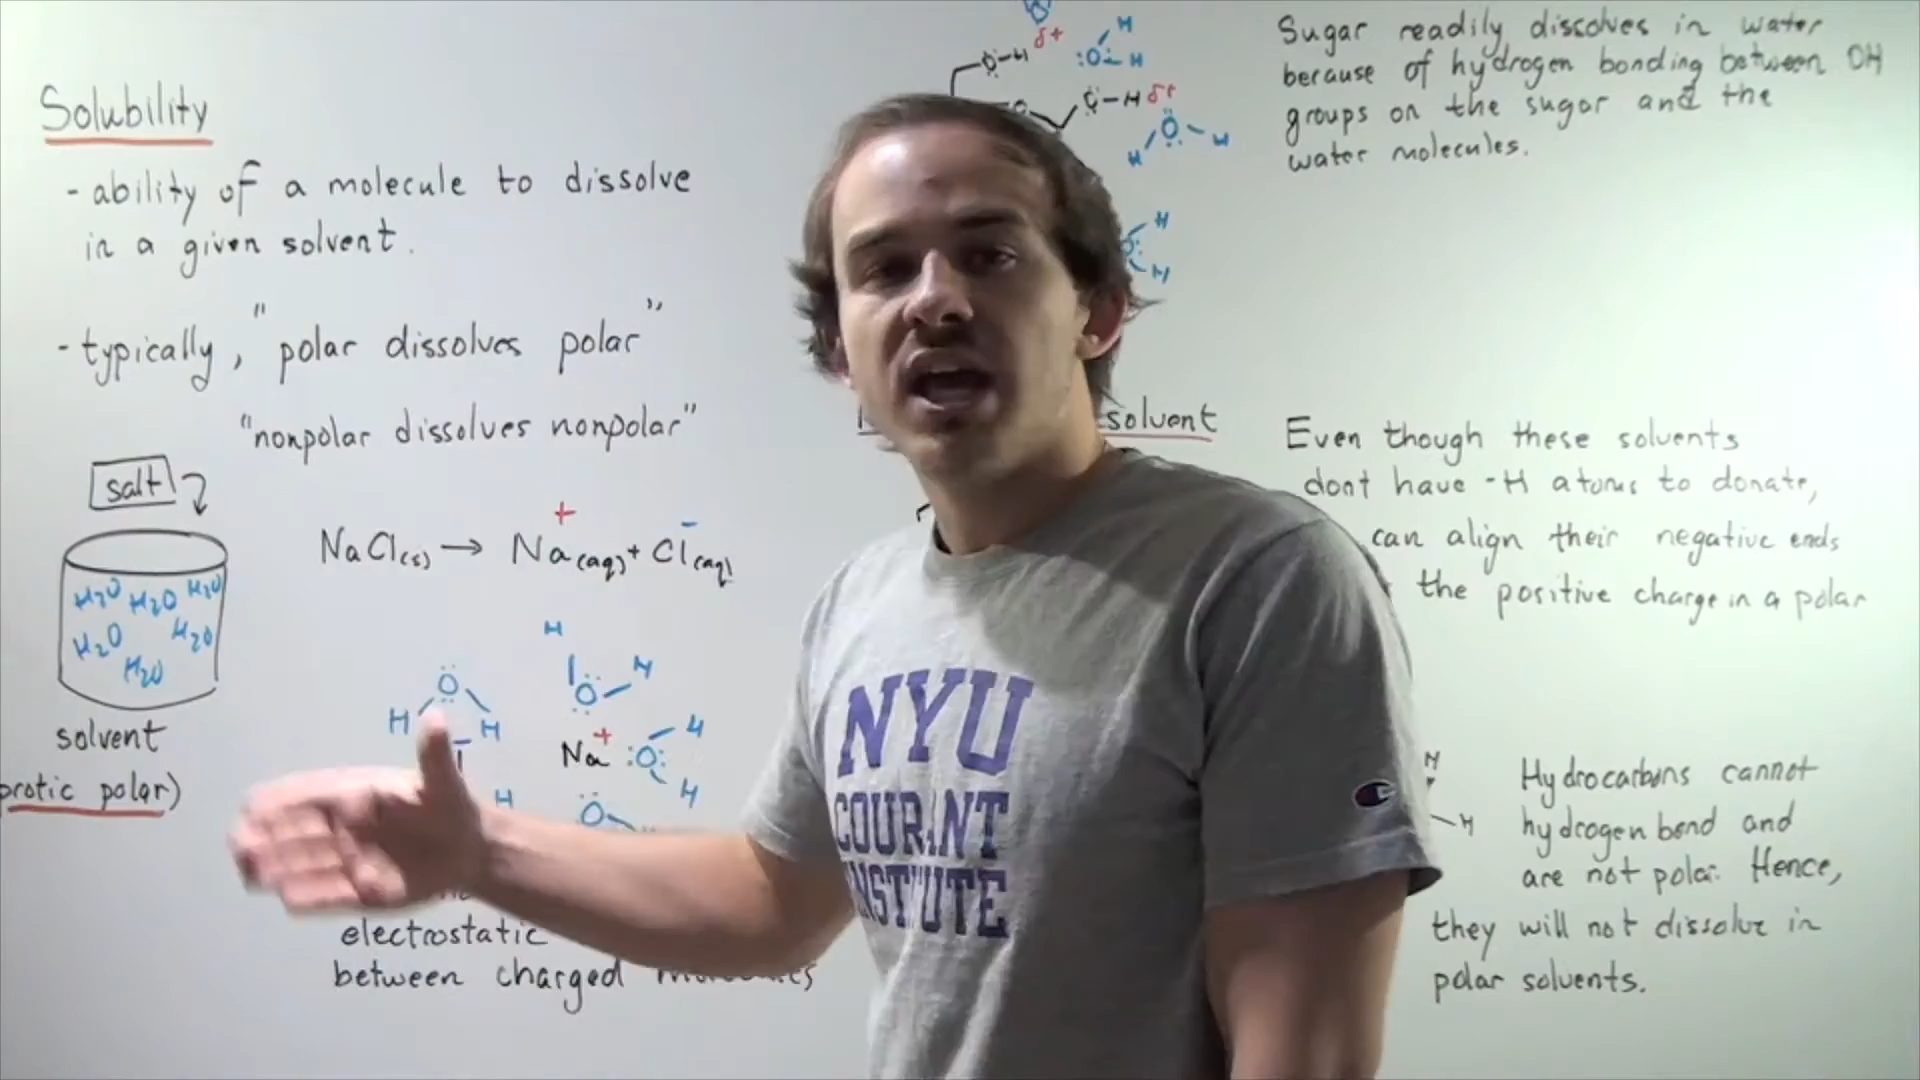 Solubility
- ability of a molecule to dissolve
in a given solvent.
- typically, "polar dissolves polar"
"nonpolar dissolves nonpolar"
salt
H2O H2O H2O
H2O H2O
H2O
solvent
protic polar)
NaCl(s) → Na+(aq) + Cl-(aq)
H
O H
O
H H
Na+ O H
H
H
O
electrostatic
between charged molecules
δ+
H
O-H
O H
O-H δ+
O
H H
H
O
H
Sugar readily dissolves in water
because of hydrogen bonding between OH
groups on the sugar and the
water molecules.
solvent
Even though these solvents
dont have -H atoms to donate,
can align their negative ends
the positive charge in a polar
H
H
Hydrocarbons cannot
hydrogen bond and
are not polar. Hence,
they will not dissolve in
polar solvents.
NYU
COURANT
INSTITUTE